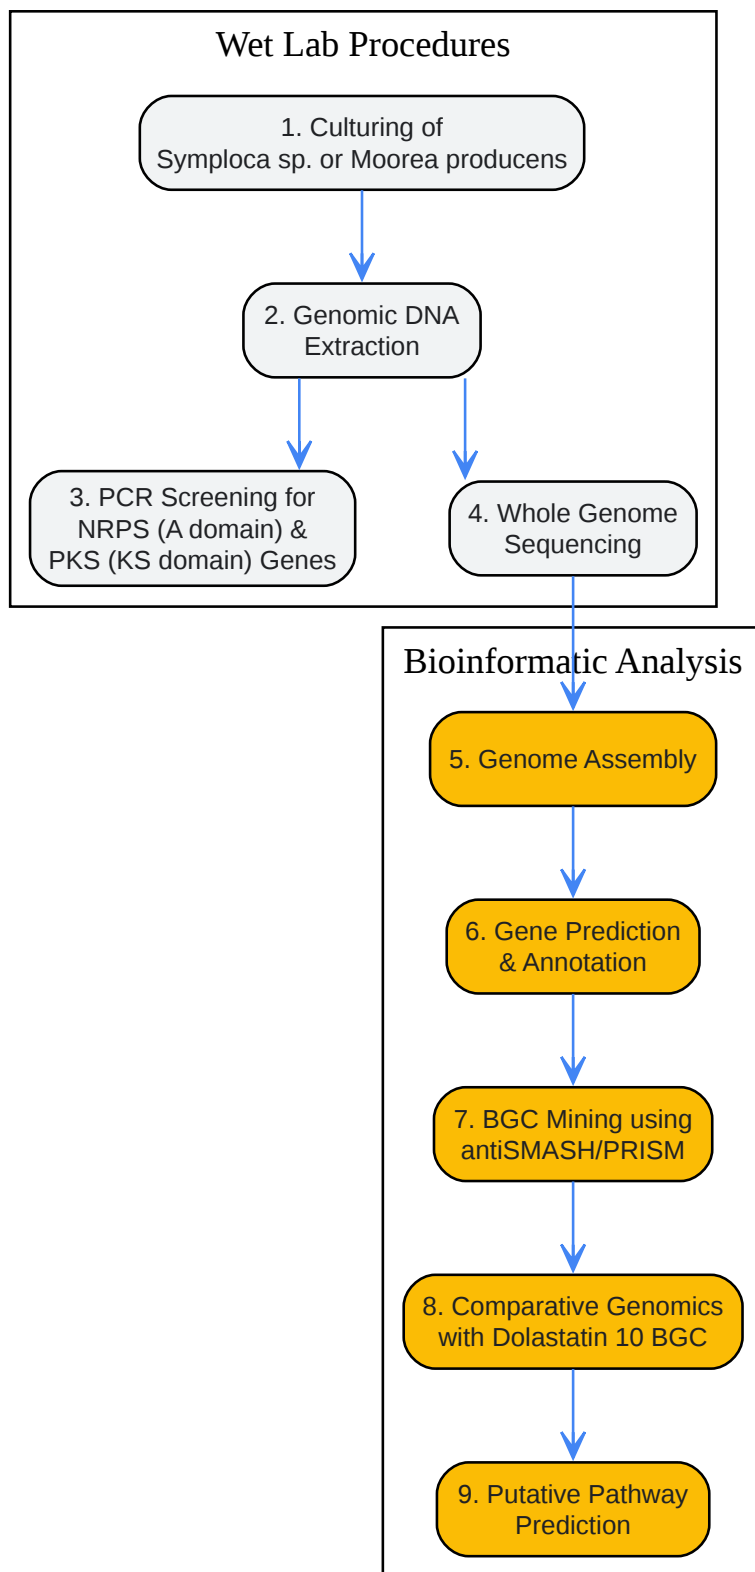 Wet Lab Procedures
1. Culturing of
Symploca sp. or Moorea producens
2. Genomic DNA
Extraction
3. PCR Screening for
NRPS (A domain) &
PKS (KS domain) Genes
4. Whole Genome
Sequencing
Bioinformatic Analysis
5. Genome Assembly
6. Gene Prediction
& Annotation
7. BGC Mining using
antiSMASH/PRISM
8. Comparative Genomics
with Dolastatin 10 BGC
9. Putative Pathway
Prediction